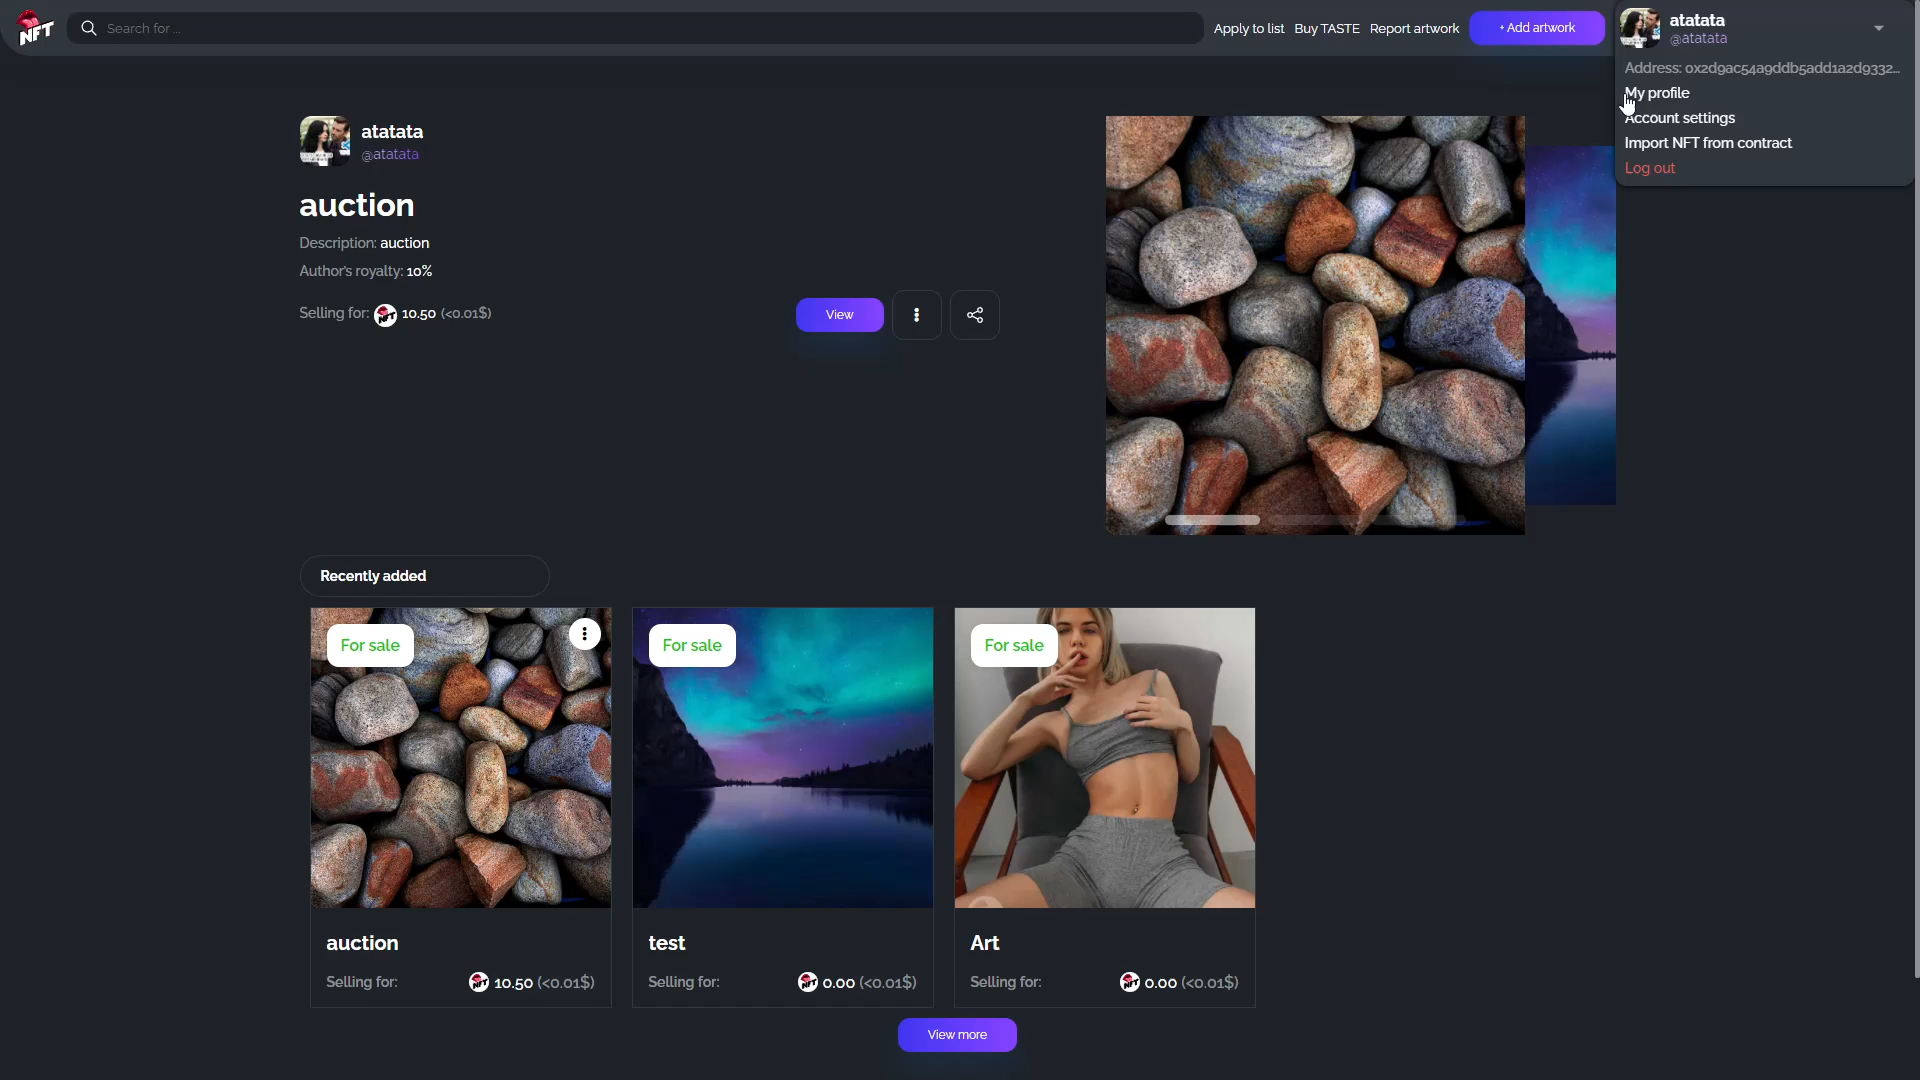 NFT
Search for ...
Apply to list
Buy TASTE
Report artwork
+ Add artwork
atatata
@atatata
Address: 0x2d9ac54a9ddb5add1a2d9332...
My profile
Account settings
Import NFT from contract
Log out
atatata
@atatata
auction
Description: auction
Author's royalty: 10%
Selling for: 10.50 (<0.01$)
View
Recently added
For sale
For sale
For sale
auction
Selling for: 10.50 (<0.01$)
test
Selling for: 0.00 (<0.01$)
Art
Selling for: 0.00 (<0.01$)
View more